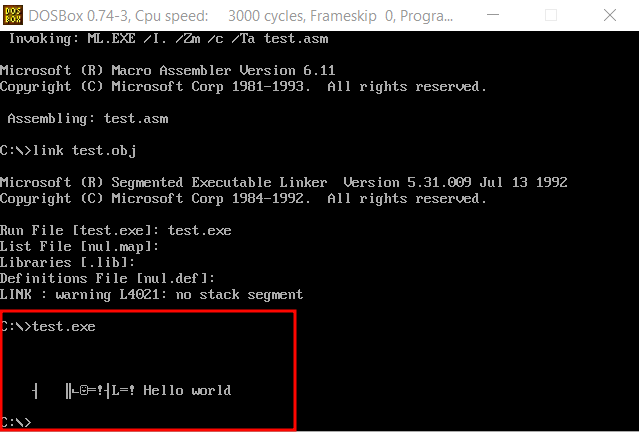 DOSBox 0.74-3, Cpu speed: 3000 cycles, Frameskip 0, Progra...
Invoking: ML.EXE /I. /Zm /c /Ta test.asm
Microsoft (R) Macro Assembler Version 6.11
Copyright (C) Microsoft Corp 1981-1993. All rights reserved.
Assembling: test.asm
C:\>link test.obj
Microsoft (R) Segmented Executable Linker Version 5.31.009 Jul 13 1992
Copyright (C) Microsoft Corp 1984-1992. All rights reserved.
Run File [test.exe]: test.exe
List File [nul.map]:
Libraries [.lib]:
Definitions File [nul.def]:
LINK : warning L4021: no stack segment
C:\>test.exe
┤ ║∟☺=!┤L=! Hello world
C:\>